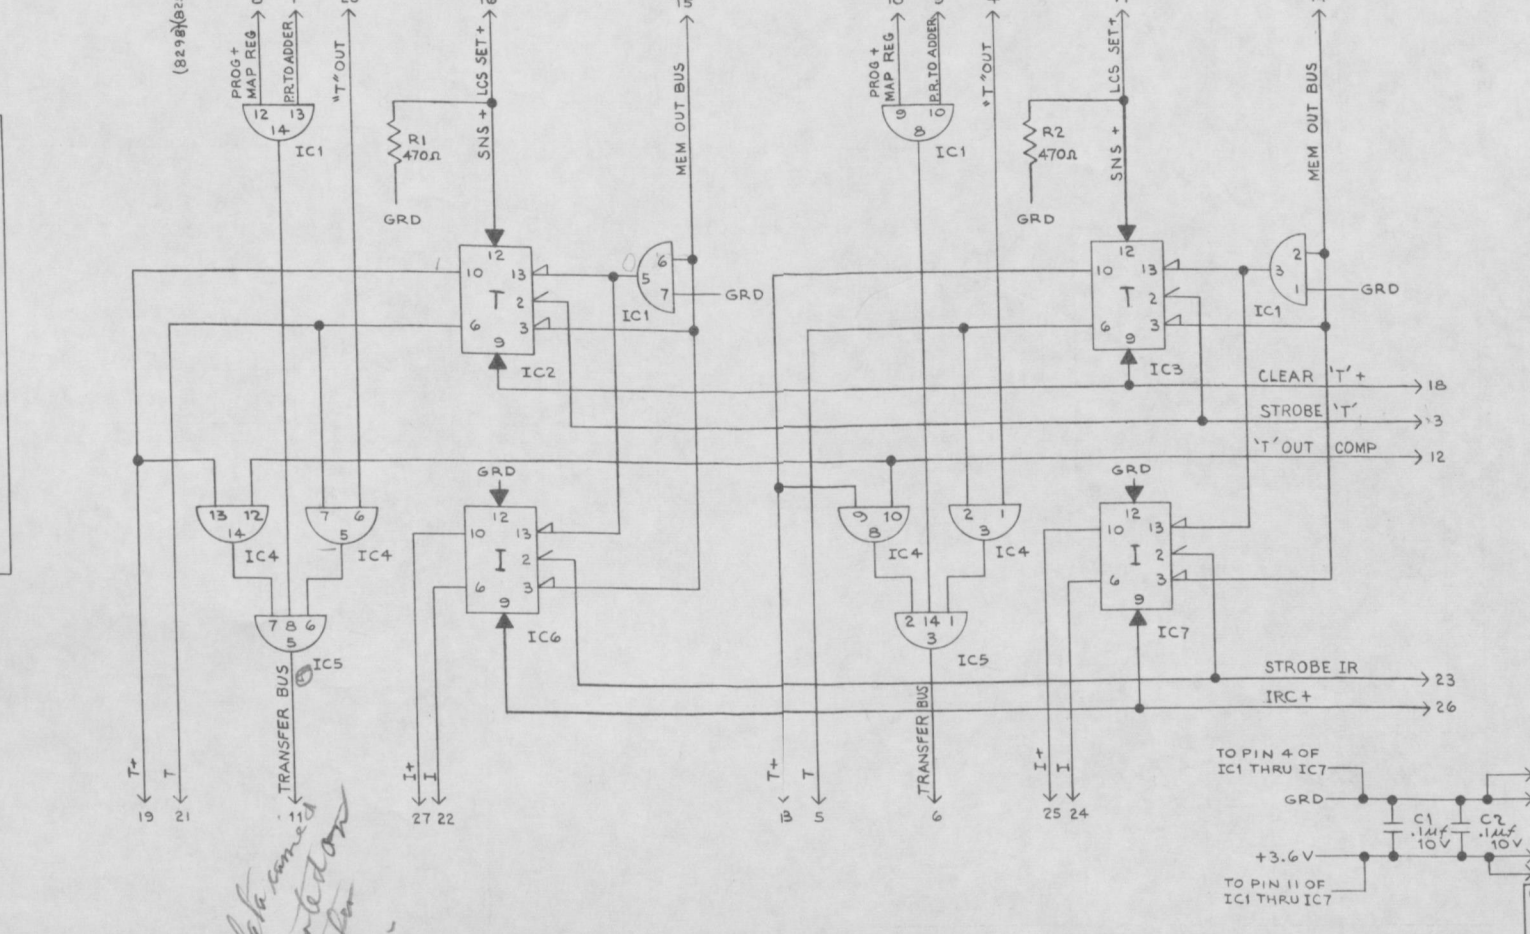 (8298)
PROG +
MAP REG
P.R.TO ADDER
"T" OUT
SNS + LCS SET +
MEM OUT BUS
15
PROG +
MAP REG
P.R.TO ADDER
"T" OUT
SNS + LCS SET +
MEM OUT BUS
12 13
14
IC1
R1
470Ω
GRD
9 10
8
IC1
R2
470Ω
GRD
12
10 13
T 2
6 3
9
IC2
6
5
7
IC1
GRD
12
10 13
T 2
6 3
9
IC3
2
3
1
IC1
GRD
CLEAR 'T' + 18
STROBE 'T' 3
'T' OUT COMP 12
13 12
14
IC4
7 6
5
IC4
GRD
12
10 13
I 2
6 3
9
IC6
9 10
8
IC4
2 1
3
IC4
GRD
12
10 13
I 2
6 3
9
IC7
7 8 6
5
IC5
2 14 1
3
IC5
STROBE IR 23
IRC + 26
T+
T
TRANSFER BUS
I+
I
T+
T
TRANSFER BUS
I+
I
19 21 11 27 22 13 5 6 25 24
TO PIN 4 OF
IC1 THRU IC7
GRD
C1
.1µf
10V
C2
.1µf
10V
+3.6V
TO PIN 11 OF
IC1 THRU IC7